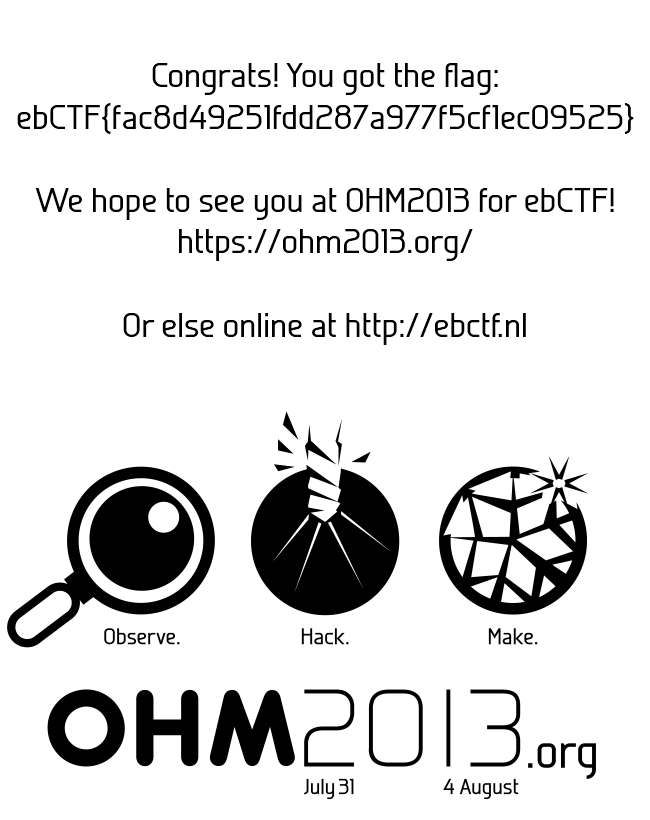 Congrats! You got the flag:
ebCTF{fac8d49251fdd287a977f5cf1ec09525}
We hope to see you at OHM2013 for ebCTF!
https://ohm2013.org/
Or else online at http://ebctf.nl
Observe. Hack. Make.
OHM2013.org
July 31 4 August